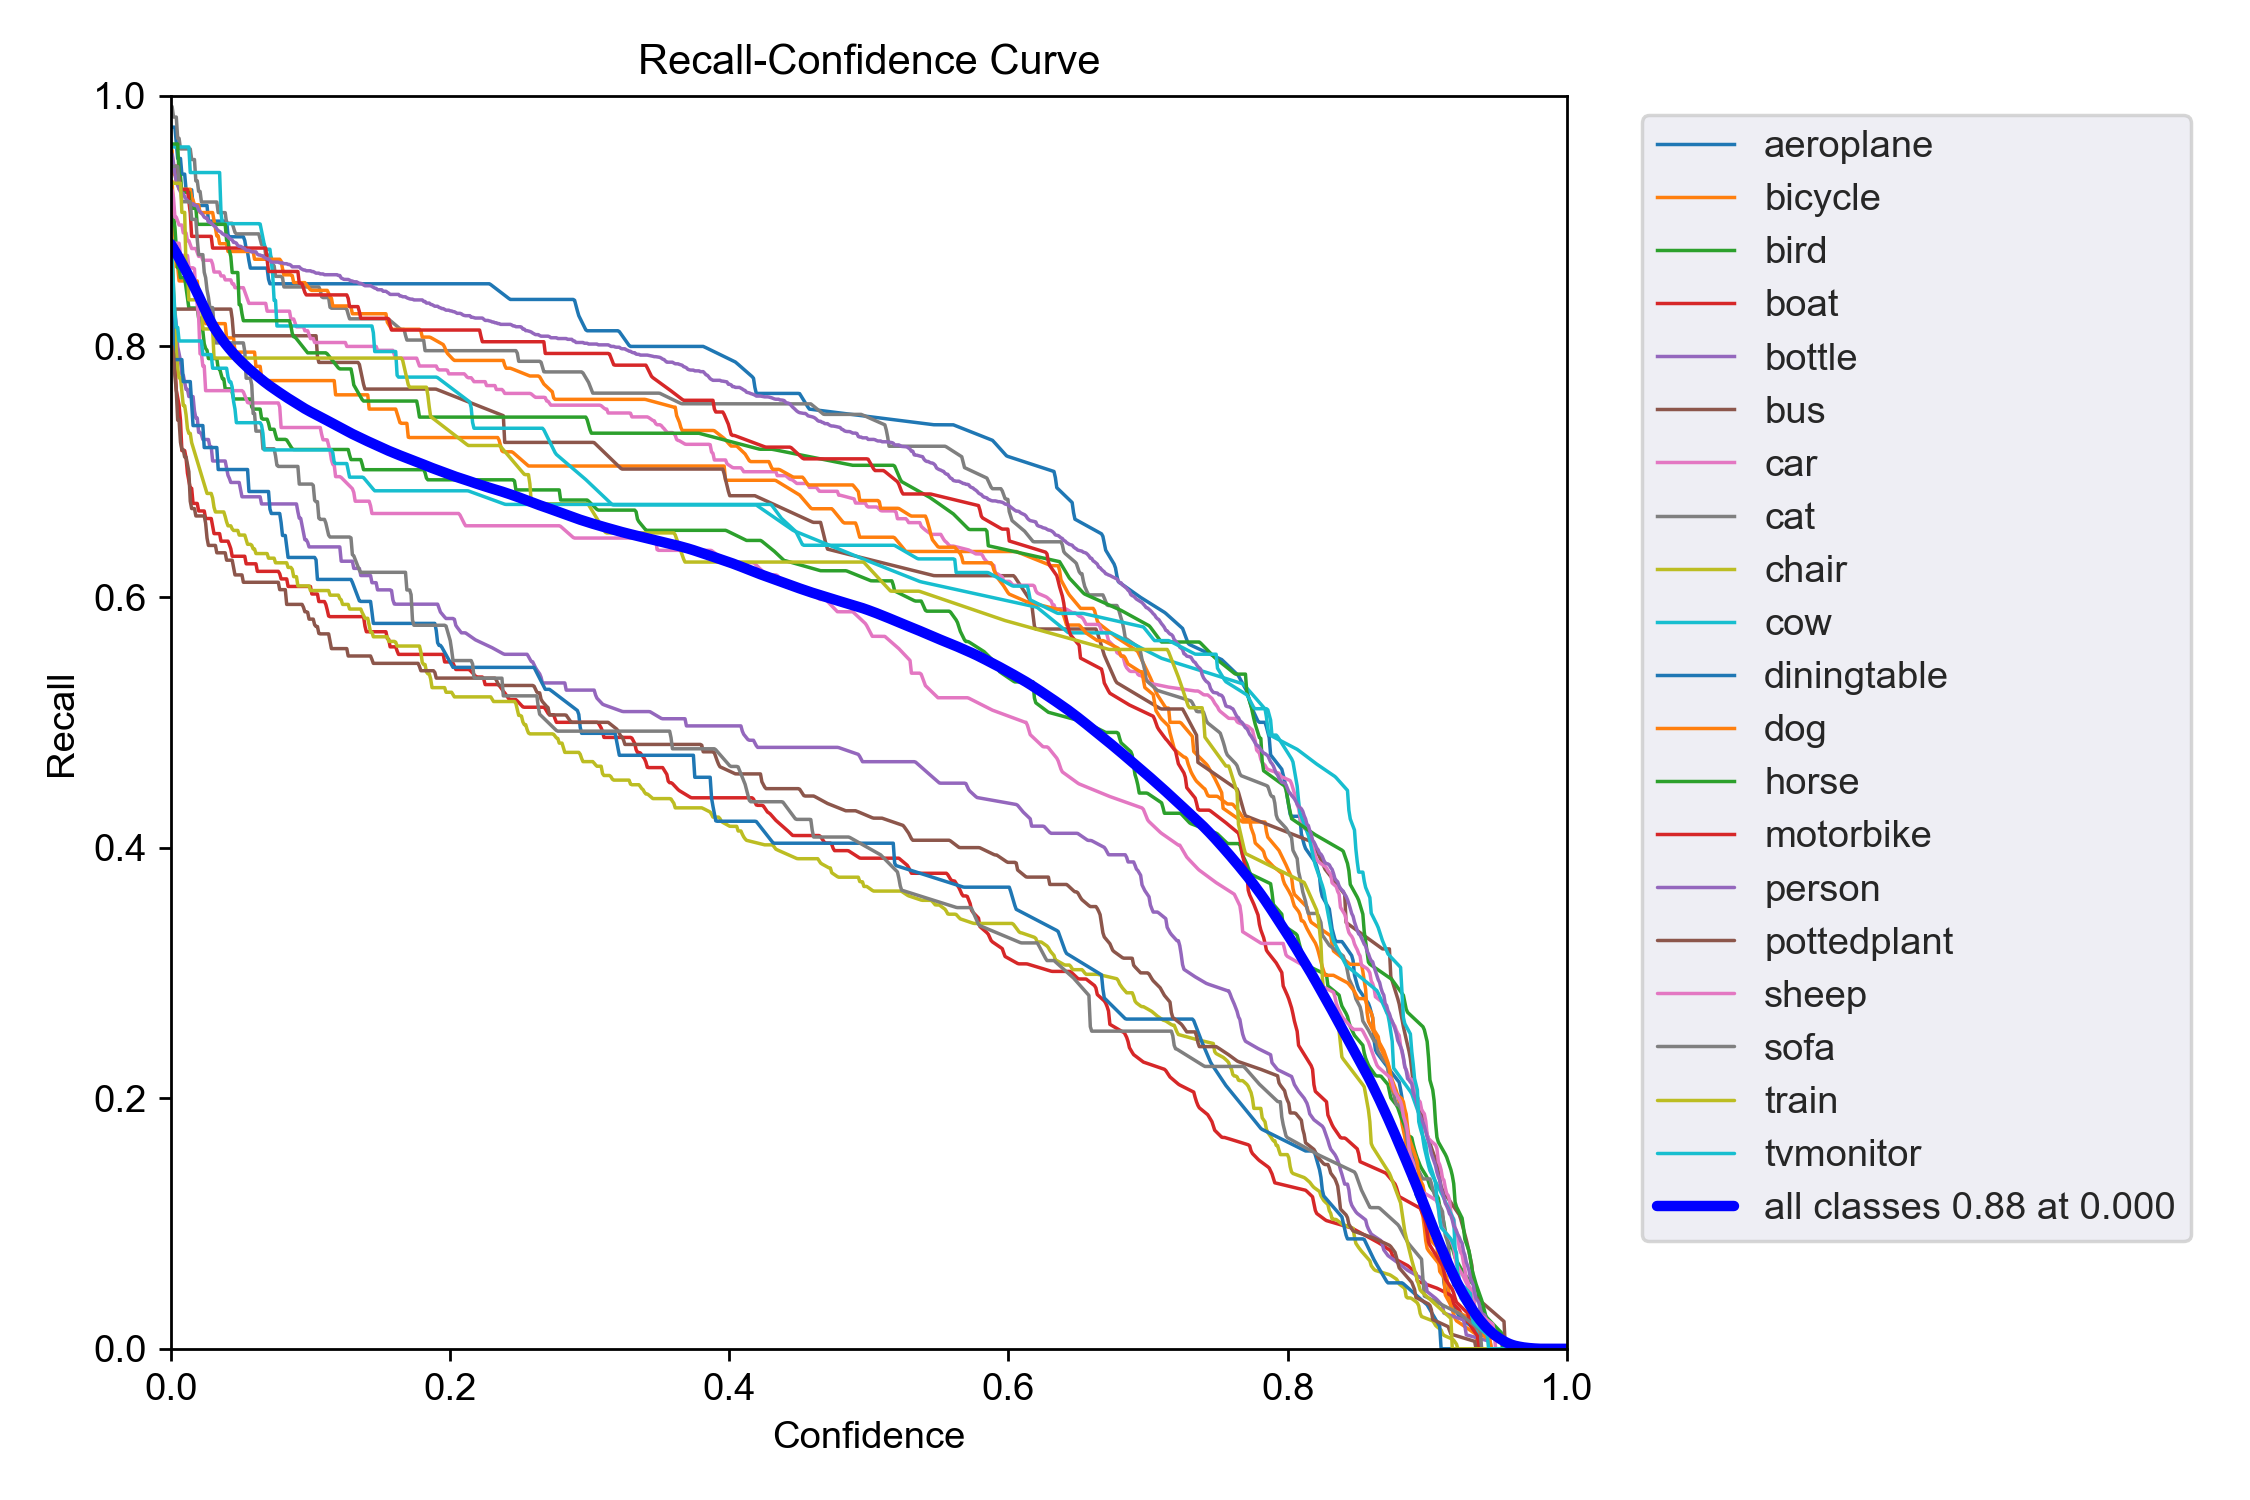 Recall-Confidence Curve
1.0
0.8
0.6
0.4
0.2
0.0
Recall
0.0 0.2 0.4 0.6 0.8 1.0
Confidence
aeroplane
bicycle
bird
boat
bottle
bus
car
cat
chair
cow
diningtable
dog
horse
motorbike
person
pottedplant
sheep
sofa
train
tvmonitor
all classes 0.88 at 0.000